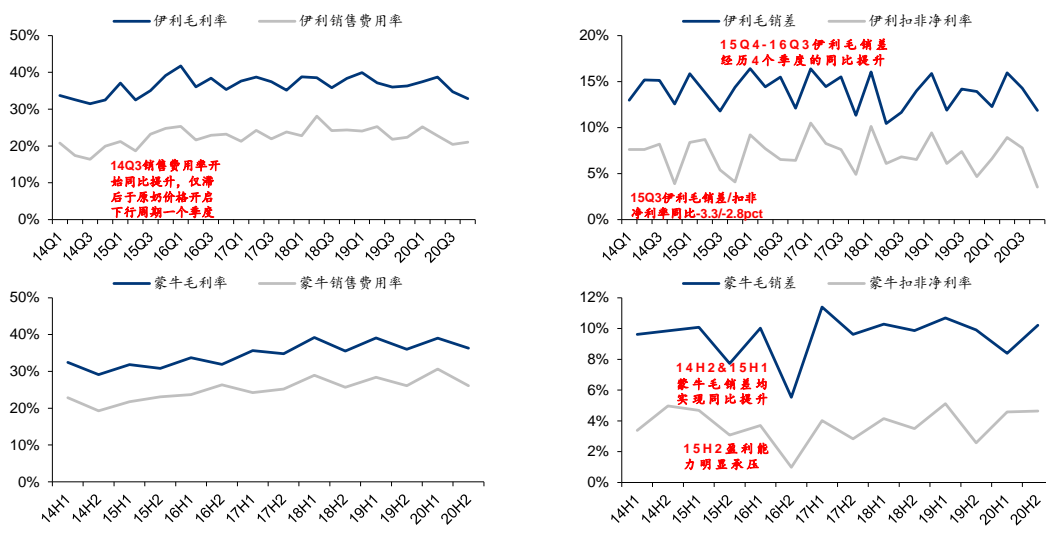 伊利毛利率 伊利销售费用率
50%
40%
30%
20%
10%
0%
14Q3销售费用率开
始同比提升，仅滞
后于原奶价格开启
下行周期一个季度
14Q1 14Q3 15Q1 15Q3 16Q1 16Q3 17Q1 17Q3 18Q1 18Q3 19Q1 19Q3 20Q1 20Q3
伊利毛销差 伊利扣非净利率
20%
15%
10%
5%
0%
15Q4-16Q3伊利毛销差
经历4个季度的同比提升
15Q3伊利毛销差/扣非
净利率同比-3.3/-2.8pct
14Q1 14Q3 15Q1 15Q3 16Q1 16Q3 17Q1 17Q3 18Q1 18Q3 19Q1 19Q3 20Q1 20Q3
蒙牛毛利率 蒙牛销售费用率
50%
40%
30%
20%
10%
0%
14H1 14H2 15H1 15H2 16H1 16H2 17H1 17H2 18H1 18H2 19H1 19H2 20H1 20H2
蒙牛毛销差 蒙牛扣非净利率
12%
10%
8%
6%
4%
2%
0%
14H2&15H1
蒙牛毛销差均
实现同比提升
15H2盈利能
力明显承压
14H1 14H2 15H1 15H2 16H1 16H2 17H1 17H2 18H1 18H2 19H1 19H2 20H1 20H2